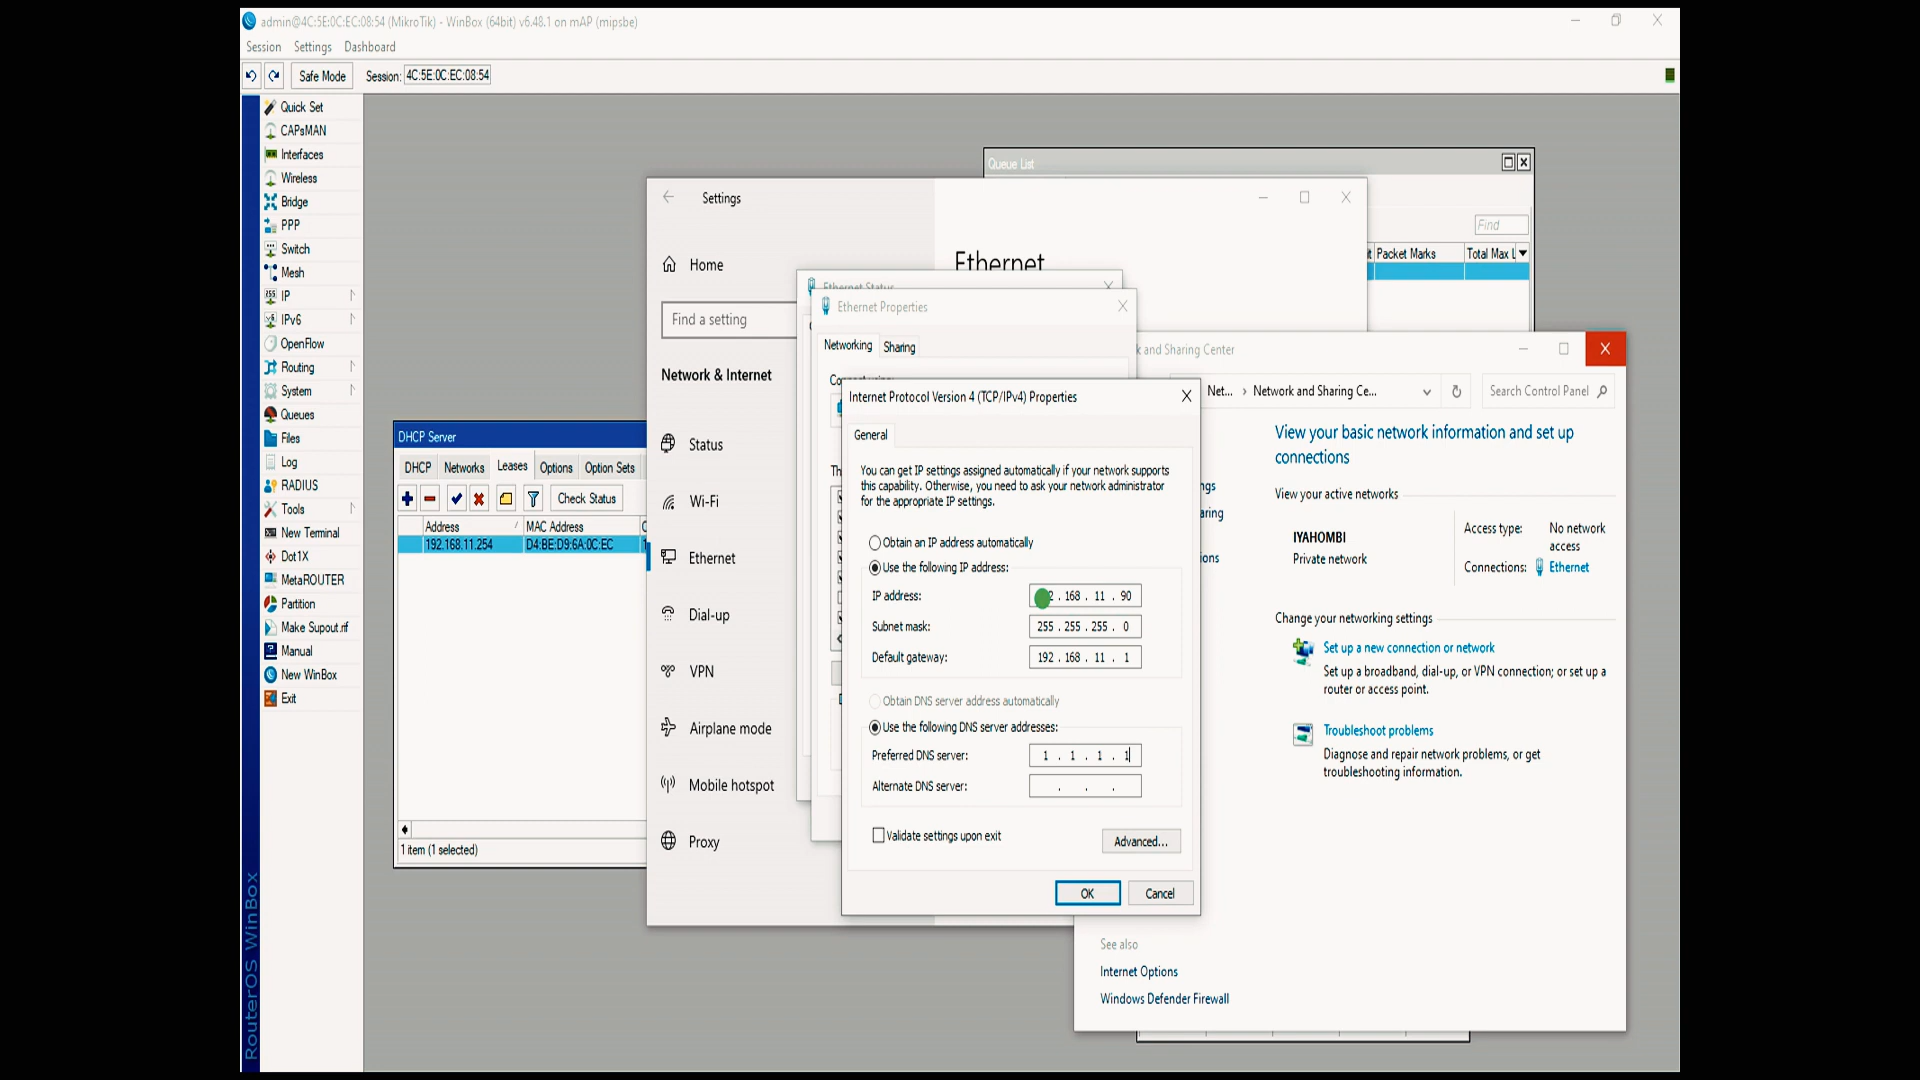 admin@4C:5E:0C:EC:08:54 (MikroTik) - WinBox (64bit) v6.48.1 on mAP (mipsbe)
Session Settings Dashboard
Safe Mode Session: 4C:5E:0C:EC:08:54
Quick Set
CAPsMAN
Interfaces
Wireless
Bridge
PPP
Switch
Mesh
IP
IPv6
OpenFlow
Routing
System
Queues
Files
Log
RADIUS
Tools
New Terminal
Dot1X
MetaROUTER
Partition
Make Supout.rif
Manual
New WinBox
Exit
RouterOS WinBox
DHCP Server
DHCP Networks Leases Options Option Sets
Check Status
Address MAC Address
192.168.11.254 D4:BE:D9:6A:0C:EC
1 item (1 selected)
Queue List
Find
Packet Marks Total Max L
Settings
Home
Find a setting
Network & Internet
Status
Wi-Fi
Ethernet
Dial-up
VPN
Airplane mode
Mobile hotspot
Proxy
Ethernet
Ethernet Status
Ethernet Properties
Networking Sharing
Internet Protocol Version 4 (TCP/IPv4) Properties
General
You can get IP settings assigned automatically if your network supports
this capability. Otherwise, you need to ask your network administrator
for the appropriate IP settings.
Obtain an IP address automatically
Use the following IP address:
IP address: 2 . 168 . 11 . 90
Subnet mask: 255 . 255 . 255 . 0
Default gateway: 192 . 168 . 11 . 1
Obtain DNS server address automatically
Use the following DNS server addresses:
Preferred DNS server: 1 . 1 . 1 . 1
Alternate DNS server: . . .
Validate settings upon exit
Advanced...
OK Cancel
and Sharing Center
Net... › Network and Sharing Ce...
Search Control Panel
View your basic network information and set up
connections
View your active networks
IYAHOMBI
Private network
Access type: No network
access
Connections: Ethernet
Change your networking settings
Set up a new connection or network
Set up a broadband, dial-up, or VPN connection; or set up a
router or access point.
Troubleshoot problems
Diagnose and repair network problems, or get
troubleshooting information.
See also
Internet Options
Windows Defender Firewall